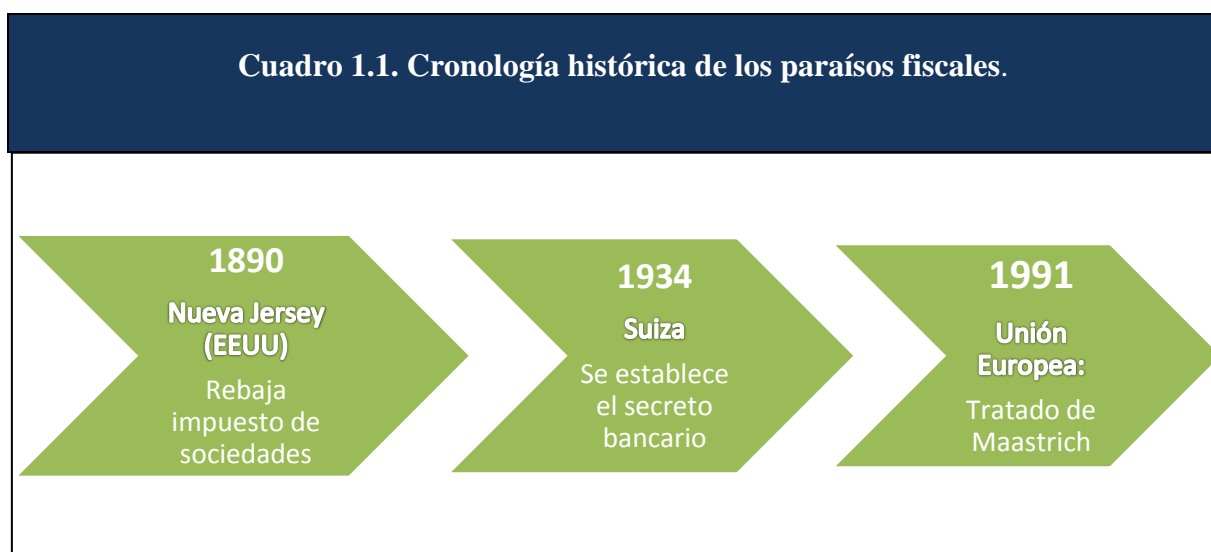 Cuadro 1.1. Cronología histórica de los paraísos fiscales.
1890
Nueva Jersey
(EEUU)
Rebaja
impuesto de
sociedades
1934
Suiza
Se establece
el secreto
bancario
1991
Unión
Europea:
Tratado de
Maastrich